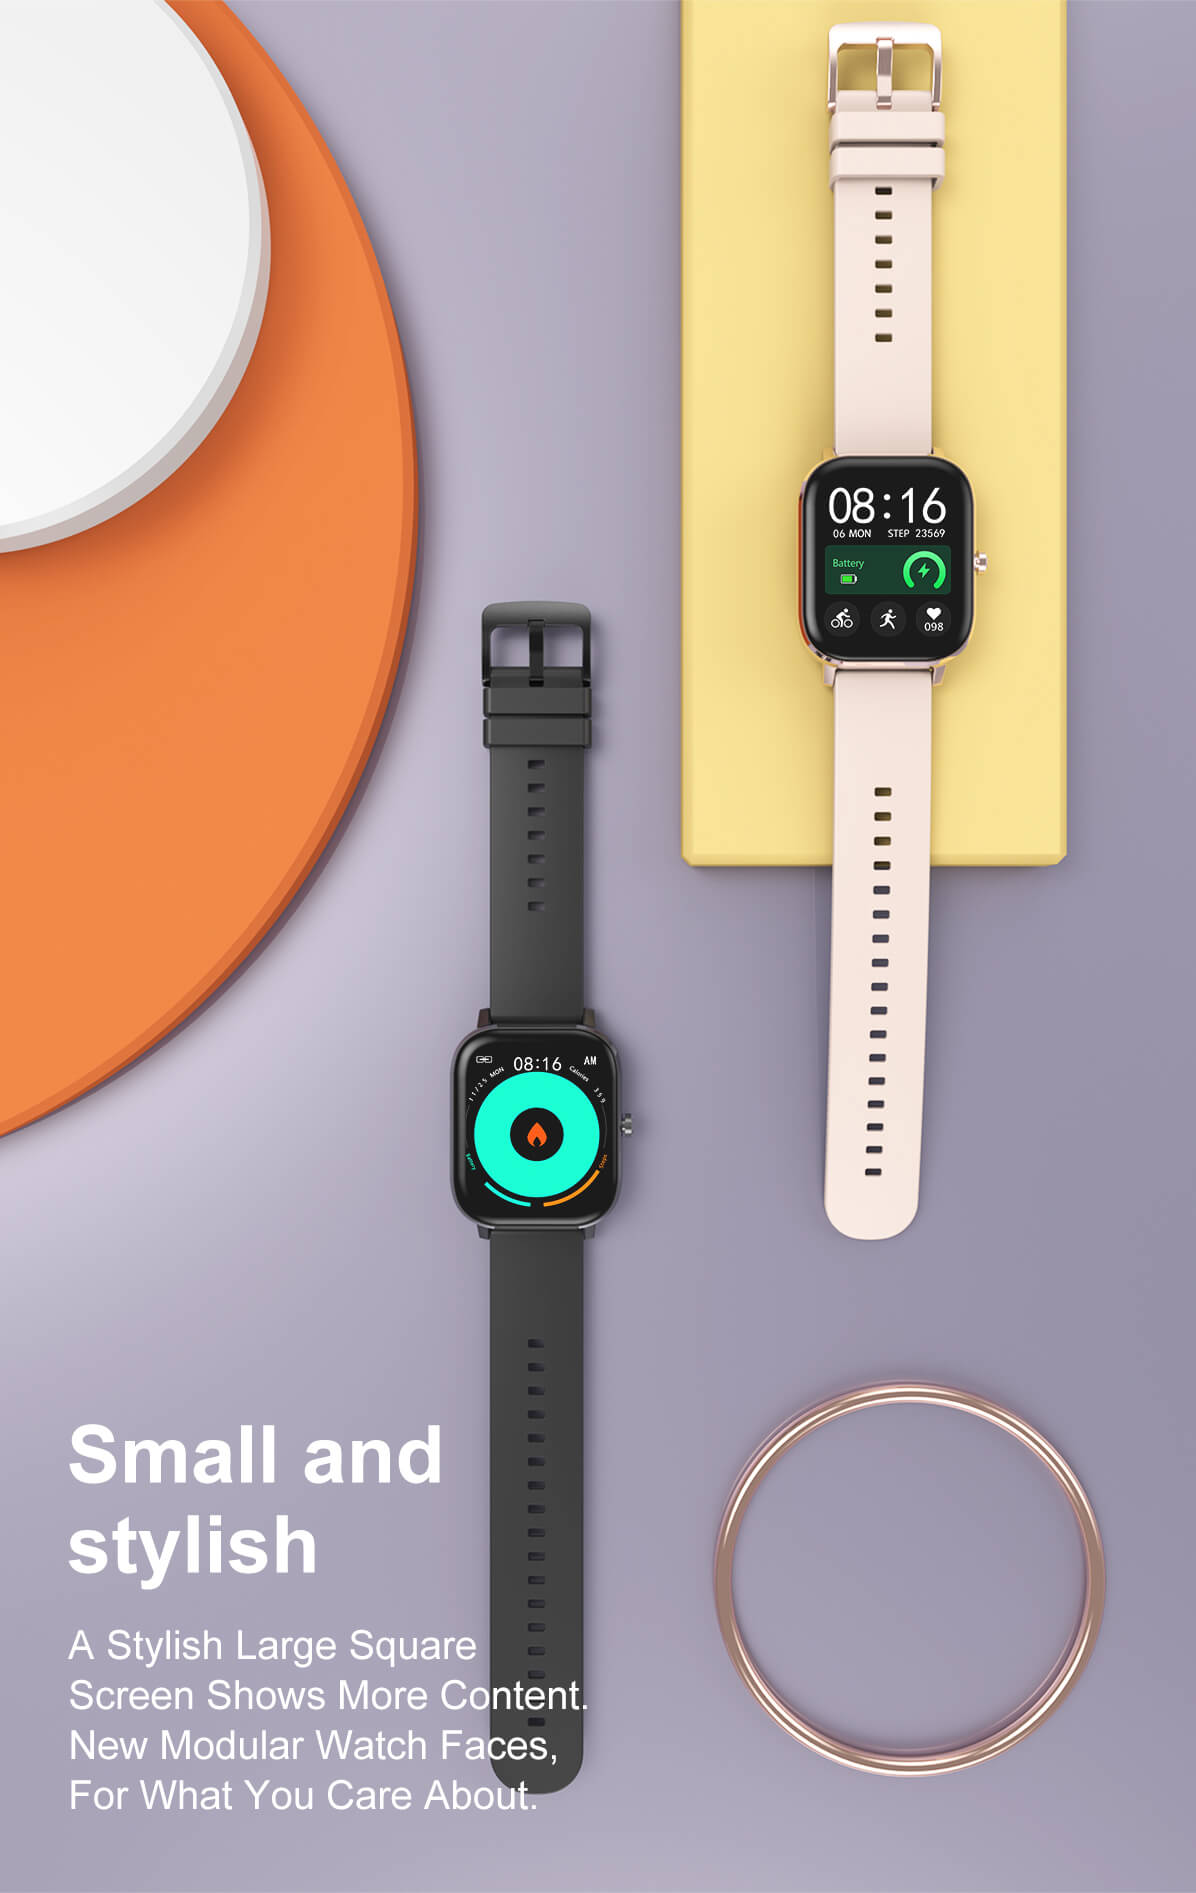 08:16
06 MON STEP 23569
Battery
098
08:16 AM
11/25 MON
Calories 359
Battery
Steps
Small and
stylish
A Stylish Large Square
Screen Shows More Content.
New Modular Watch Faces,
For What You Care About.